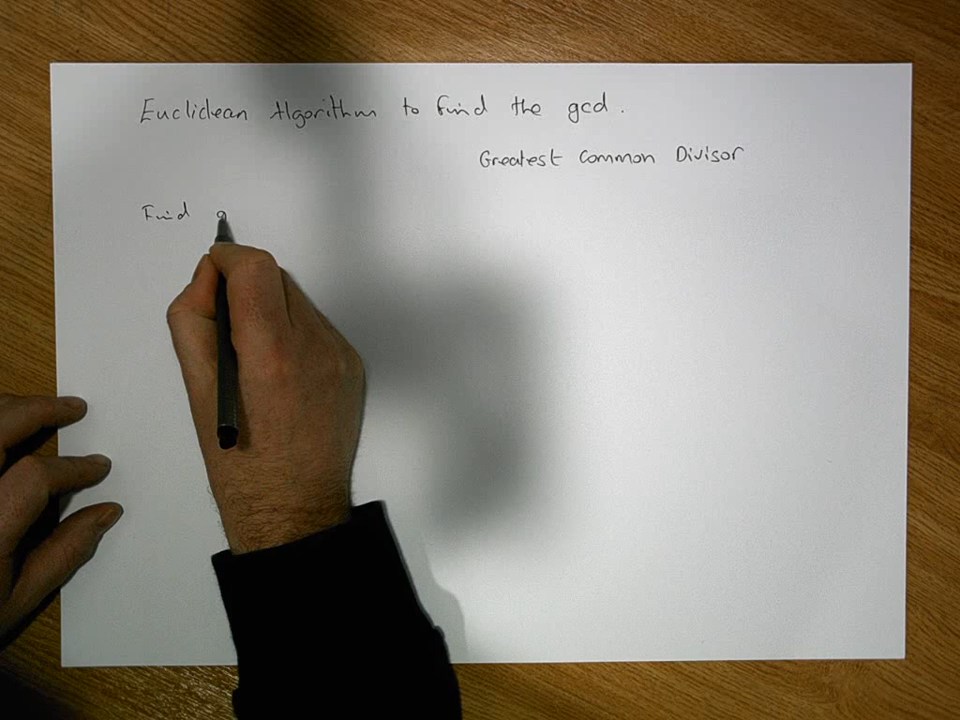 Euclidean Algorithm to find the gcd.
Greatest Common Divisor
Find